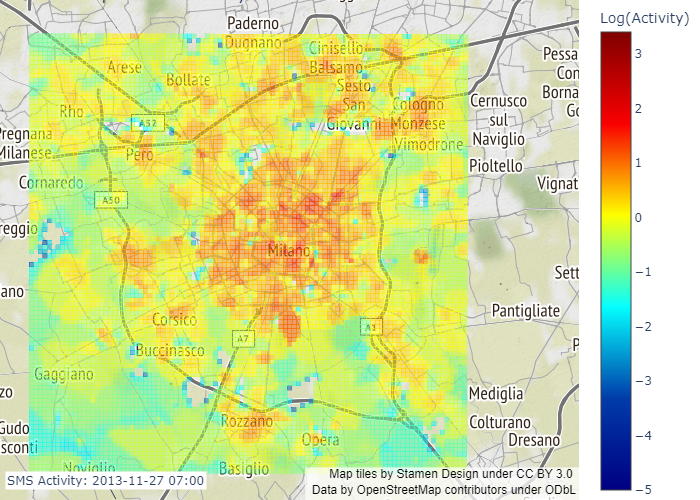 Log(Activity)
Paderno
Dugnano
Cinisello
Balsamo
Arese
Bollate
Sesto
San
Giovanni
Rho
A52
Cologno
Monzese
Cernusco
sul
Naviglio
Pregnana
Milanese
Pero
Vimodrone
Pioltello
Cornaredo
A50
Vignat
reggio
Milano
Sett
ano
Pantigliate
Corsico
A7
A1
Buccinasco
Gaggiano
Mediglia
Rozzano
Colturano
Dresano
Gudo
sconti
Opera
Noviglio
Basiglio
Pessa
Con
Borna
Go
zzo
P
3
2
1
0
−1
−2
−3
−4
−5
SMS Activity: 2013-11-27 07:00
Map tiles by Stamen Design under CC BY 3.0
Data by OpenStreetMap contributors under ODbL